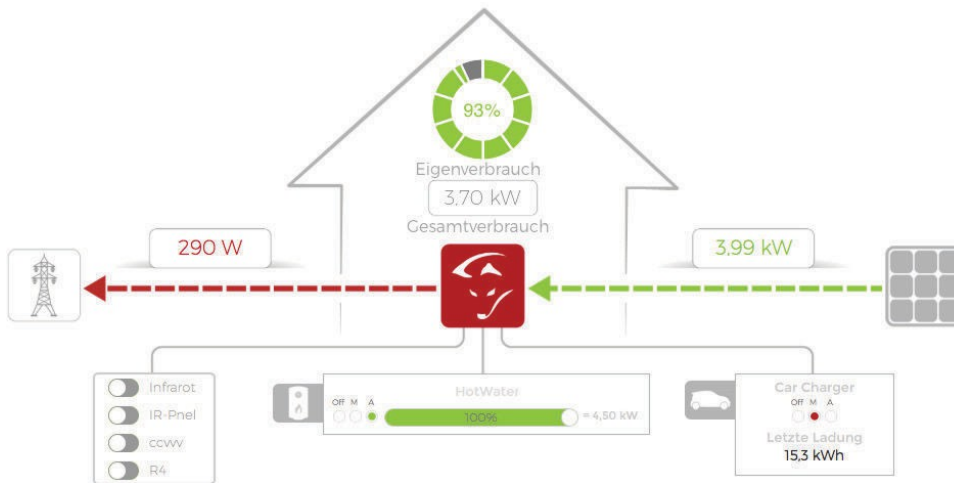 93%
Eigenverbrauch
3,70 kW
Gesamtverbrauch
290 W
3,99 kW
Infrarot
IR-Pnel
ccwv
R4
HotWater
Off M A
100%
= 4,50 kW
Car Charger
Off M A
Letzte Ladung
15,3 kWh